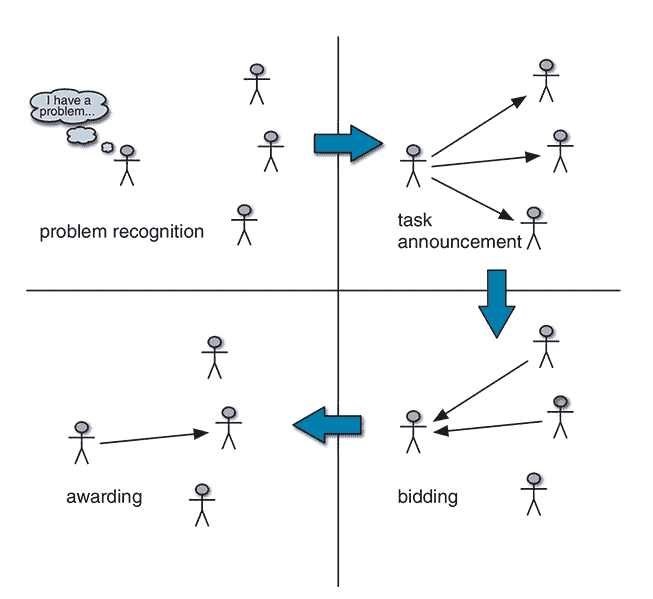 I have a
problem...
problem recognition
task
announcement
awarding
bidding